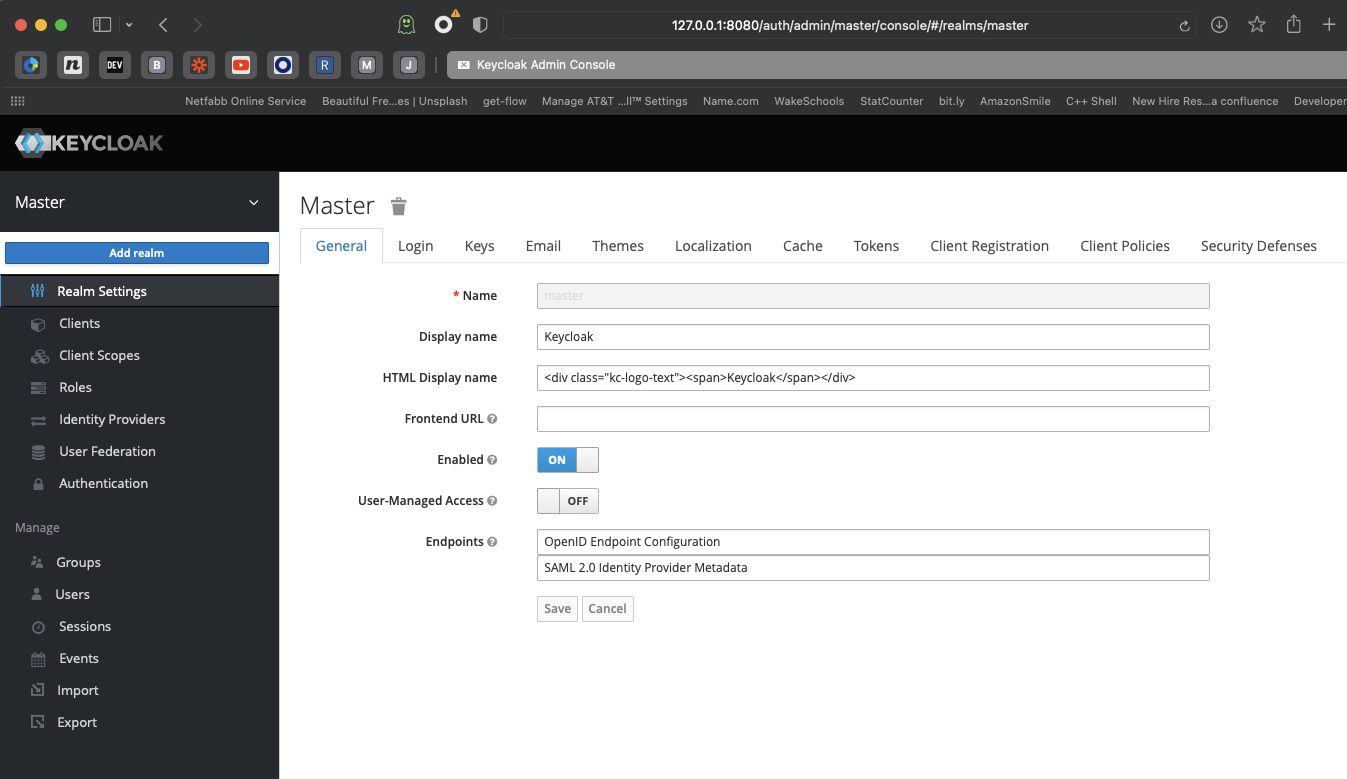 127.0.0.1:8080/auth/admin/master/console/#/realms/master
n DEV B R M J Keycloak Admin Console
Netfabb Online Service Beautiful Fre...es | Unsplash get-flow Manage AT&T ...ll™ Settings Name.com WakeSchools StatCounter bit.ly AmazonSmile C++ Shell New Hire Res...a confluence Developer
KEYCLOAK
Master
Add realm
Realm Settings
Clients
Client Scopes
Roles
Identity Providers
User Federation
Authentication
Manage
Groups
Users
Sessions
Events
Import
Export
Master
General Login Keys Email Themes Localization Cache Tokens Client Registration Client Policies Security Defenses
* Name master
Display name Keycloak
HTML Display name <div class="kc-logo-text"><span>Keycloak</span></div>
Frontend URL ?
Enabled ? ON
User-Managed Access ? OFF
Endpoints ? OpenID Endpoint Configuration
SAML 2.0 Identity Provider Metadata
Save Cancel